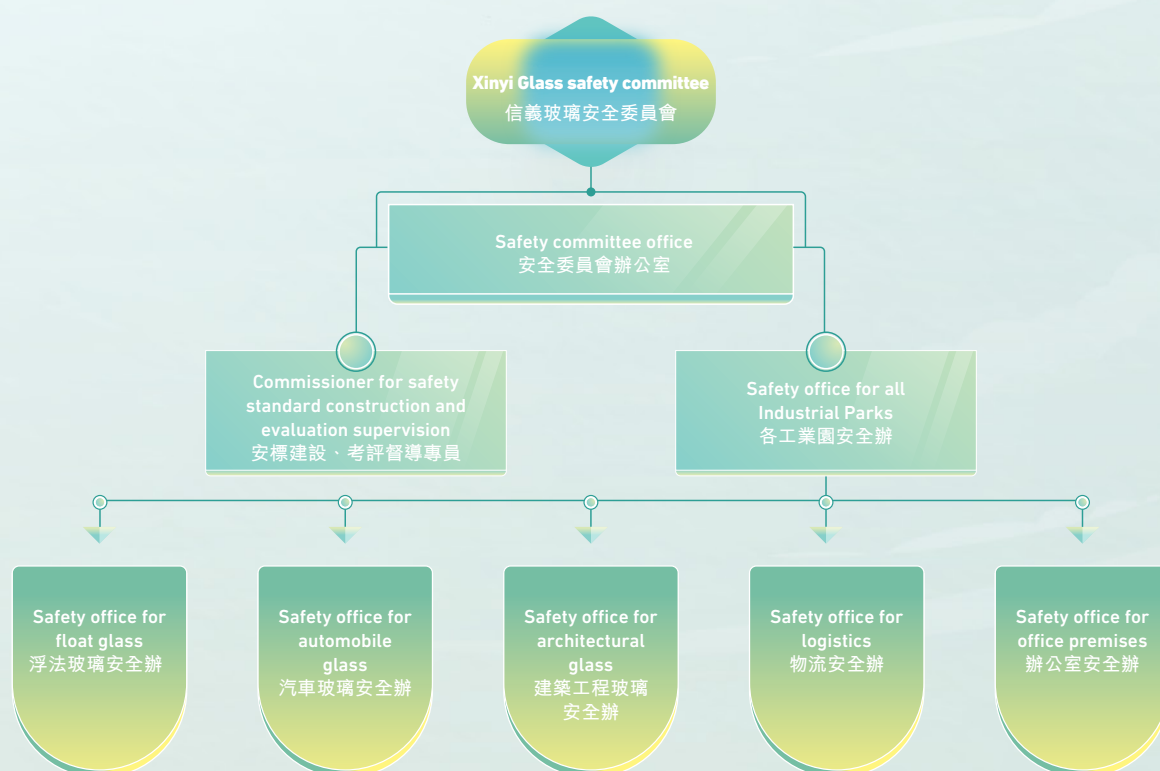 Xinyi Glass safety committee
信義玻璃安全委員會
Safety committee office
安全委員會辦公室
Commissioner for safety
standard construction and
evaluation supervision
安標建設、考評督導專員
Safety office for all
Industrial Parks
各工業園安全辦
Safety office for
float glass
浮法玻璃安全辦
Safety office for
automobile
glass
汽車玻璃安全辦
Safety office for
architectural
glass
建築工程玻璃
安全辦
Safety office for
logistics
物流安全辦
Safety office for
office premises
辦公室安全辦